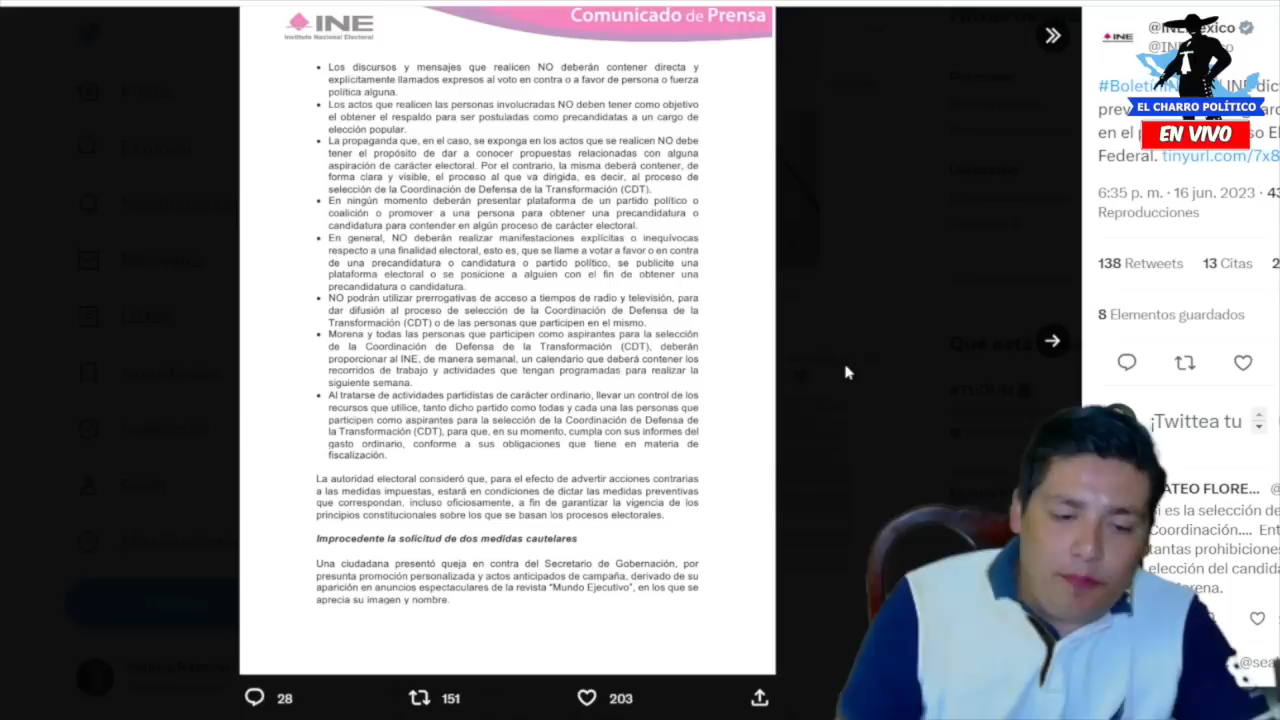 INE
Instituto Nacional Electoral
Comunicado de Prensa
• Los discursos y mensajes que realicen NO deberán contener directa y
explícitamente llamados expresos al voto en contra o a favor de persona o fuerza
política alguna.
• Los actos que realicen las personas involucradas NO deben tener como objetivo
el obtener el respaldo para ser postuladas como precandidatas a un cargo de
elección popular.
• La propaganda que, en el caso, se exponga en los actos que se realicen NO debe
tener el propósito de dar a conocer propuestas relacionadas con alguna
aspiración de carácter electoral. Por el contrario, la misma deberá contener, de
forma clara y visible, el proceso al que va dirigida, es decir, al proceso de
selección de la Coordinación de Defensa de la Transformación (CDT).
• En ningún momento deberán presentar plataforma de un partido político o
coalición o promover a una persona para obtener una precandidatura o
candidatura para contender en algún proceso de carácter electoral.
• En general, NO deberán realizar manifestaciones explícitas o inequívocas
respecto a una finalidad electoral, esto es, que se llame a votar a favor o en contra
de una precandidatura o candidatura o partido político, se publicite una
plataforma electoral o se posicione a alguien con el fin de obtener una
precandidatura o candidatura.
• NO podrán utilizar prerrogativas de acceso a tiempos de radio y televisión, para
dar difusión al proceso de selección de la Coordinación de Defensa de la
Transformación (CDT) o de las personas que participen en el mismo.
• Morena y todas las personas que participen como aspirantes para la selección
de la Coordinación de Defensa de la Transformación (CDT), deberán
proporcionar al INE, de manera semanal, un calendario que deberá contener los
recorridos de trabajo y actividades que tengan programadas para realizar la
siguiente semana.
• Al tratarse de actividades partidistas de carácter ordinario, llevar un control de los
recursos que utilice, tanto dicho partido como todas y cada una las personas que
participen como aspirantes para la selección de la Coordinación de Defensa de
la Transformación (CDT), para que, en su momento, cumpla con sus informes del
gasto ordinario, conforme a sus obligaciones que tiene en materia de
fiscalización.
La autoridad electoral consideró que, para el efecto de advertir acciones contrarias
a las medidas impuestas, estará en condiciones de dictar las medidas preventivas
que correspondan, incluso oficiosamente, a fin de garantizar la vigencia de los
principios constitucionales sobre los que se basan los procesos electorales.
Improcedente la solicitud de dos medidas cautelares
Una ciudadana presentó queja en contra del Secretario de Gobernación, por
presunta promoción personalizada y actos anticipados de campaña, derivado de su
aparición en anuncios espectaculares de la revista "Mundo Ejecutivo", en los que se
aprecia su imagen y nombre.
28 151 203
INE
EL CHARRO POLÍTICO
EN VIVO
en el
Federal. tinyurl.com/7x8
6:35 p. m. · 16 jun. 2023 ·
Reproducciones
138 Retweets 13 Citas 2
8 Elementos guardados
¡Twittea tu
ATEO FLORE... @
i es la selección de
Coordinación.... Ent
tantas prohibicione
elección del candida
rena.
@sea